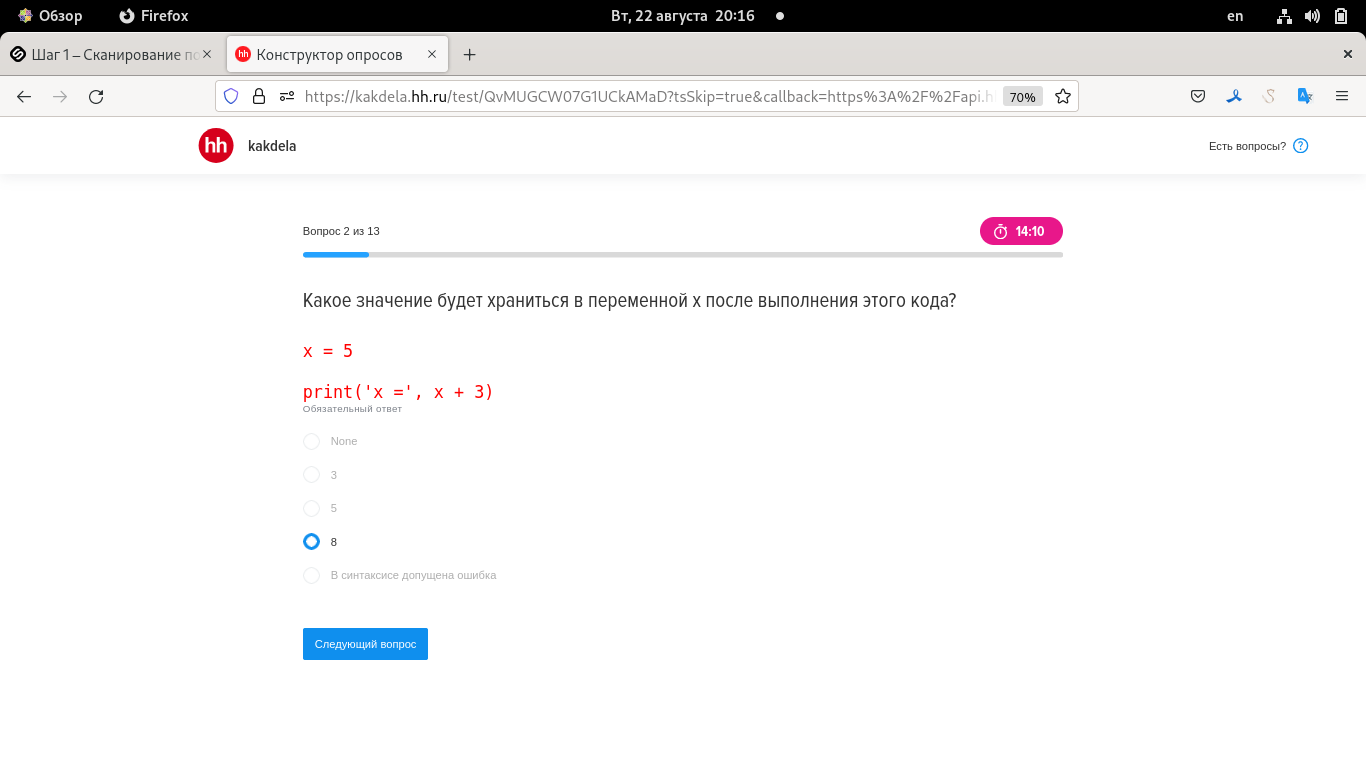 Обзор
Firefox
Вт, 22 августа 20:16
en
Шаг 1 – Сканирование по
Конструктор опросов
https://kakdela.hh.ru/test/QvMUGCW07G1UCkAMaD?tsSkip=true&callback=https%3A%2F%2Fapi.h
70%
hh kakdela
Есть вопросы?
Вопрос 2 из 13
14:10
Какое значение будет храниться в переменной x после выполнения этого кода?
x = 5
print('x =', x + 3)
Обязательный ответ
None
3
5
8
В синтаксисе допущена ошибка
Следующий вопрос